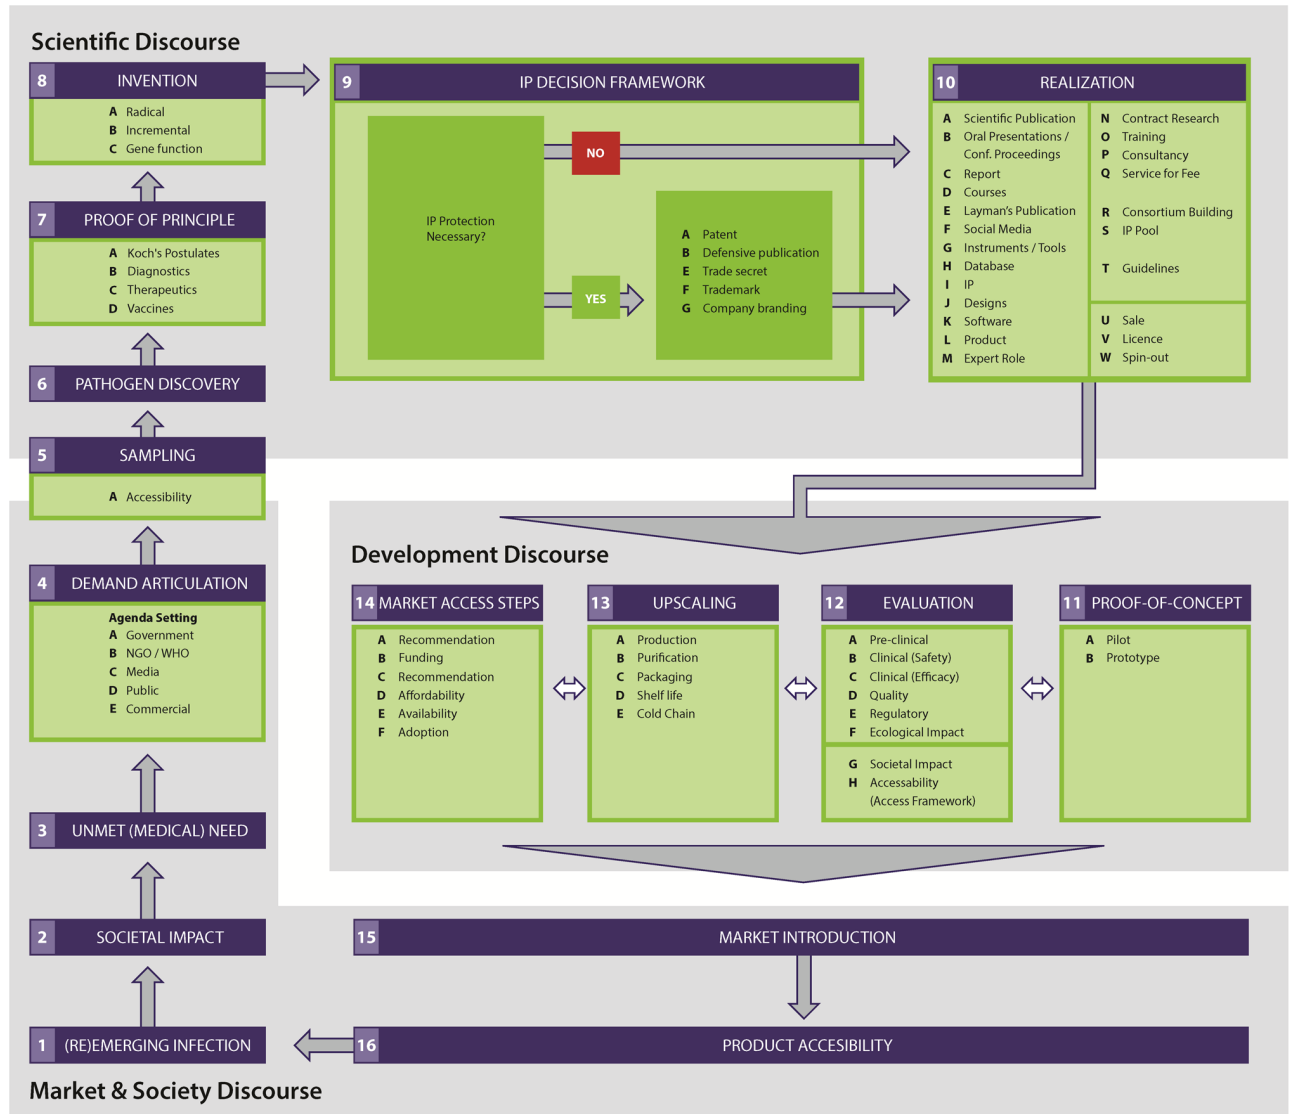 Scientific Discourse
8 INVENTION
A Radical
B Incremental
C Gene function
7 PROOF OF PRINCIPLE
A Koch's Postulates
B Diagnostics
C Therapeutics
D Vaccines
6 PATHOGEN DISCOVERY
5 SAMPLING
A Accessibility
4 DEMAND ARTICULATION
Agenda Setting
A Government
B NGO / WHO
C Media
D Public
E Commercial
3 UNMET (MEDICAL) NEED
2 SOCIETAL IMPACT
1 (RE)EMERGING INFECTION
Market & Society Discourse
9 IP DECISION FRAMEWORK
IP Protection
Necessary?
NO
YES
A Patent
B Defensive publication
E Trade secret
F Trademark
G Company branding
10 REALIZATION
A Scientific Publication
B Oral Presentations /
Conf. Proceedings
C Report
D Courses
E Layman's Publication
F Social Media
G Instruments / Tools
H Database
I IP
J Designs
K Software
L Product
M Expert Role
N Contract Research
O Training
P Consultancy
Q Service for Fee
R Consortium Building
S IP Pool
T Guidelines
U Sale
V Licence
W Spin-out
Development Discourse
14 MARKET ACCESS STEPS
A Recommendation
B Funding
C Recommendation
D Affordability
E Availability
F Adoption
13 UPSCALING
A Production
B Purification
C Packaging
D Shelf life
E Cold Chain
12 EVALUATION
A Pre-clinical
B Clinical (Safety)
C Clinical (Efficacy)
D Quality
E Regulatory
F Ecological Impact
G Societal Impact
H Accessability
(Access Framework)
11 PROOF-OF-CONCEPT
A Pilot
B Prototype
15 MARKET INTRODUCTION
16 PRODUCT ACCESIBILITY